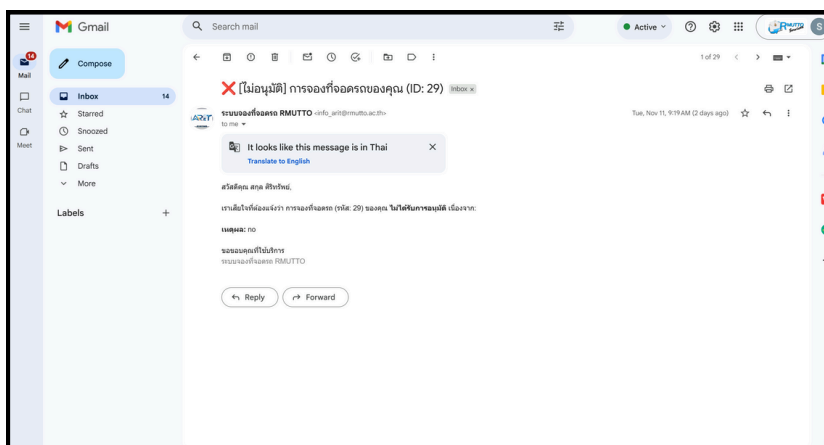 Gmail
Search mail
Active
14
Mail
Compose
1 of 29
Inbox 14
❌ [ไม่อนุมัติ] การจองที่จอดรถของคุณ (ID: 29) Inbox x
Chat
Starred
ระบบจองที่จอดรถ RMUTTO <info_arit@rmutto.ac.th>
Tue, Nov 11, 9:19 AM (2 days ago)
to me
Snoozed
Meet
Sent
It looks like this message is in Thai
Translate to English
Drafts
More
สวัสดีคุณ สกุล ศิริทรัพย์,
Labels
เราเสียใจที่ต้องแจ้งว่า การจองที่จอดรถ (รหัส: 29) ของคุณ ไม่ได้รับการอนุมัติ เนื่องจาก:
เหตุผล: no
ขอขอบคุณที่ใช้บริการ
ระบบจองที่จอดรถ RMUTTO
Reply
Forward